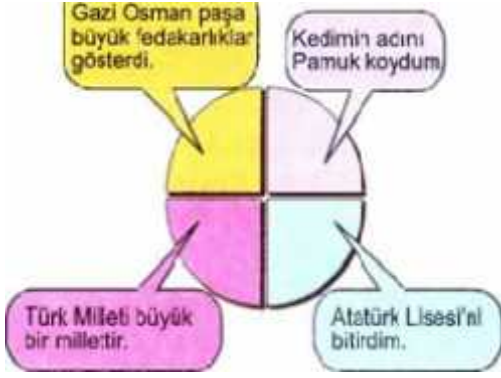 Gazi Osman paşa
büyük fedakarlıklar
gösterdi.
Kedimin adını
Pamuk koydum
Türk Milleti büyük
bir millettir.
Atatürk Lisesi'ni
bitirdim.